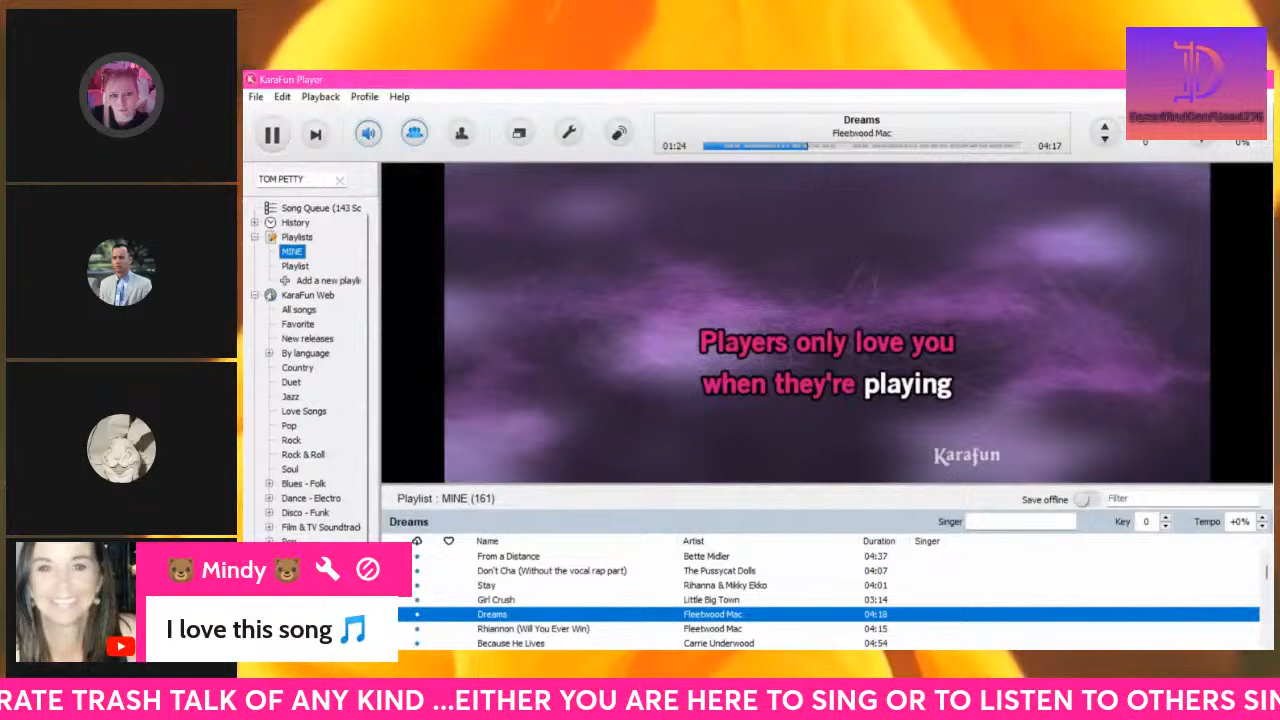 KaraFun Player
File Edit Playback Profile Help
Dreams
Fleetwood Mac
01:24
04:17
0
0%
TOM PETTY
Song Queue (143 Sc
History
Playlists
MINE
Playlist
Add a new playli
KaraFun Web
All songs
Favorite
New releases
By language
Country
Duet
Jazz
Love Songs
Pop
Rock
Rock & Roll
Soul
Blues - Folk
Dance - Electro
Disco - Funk
Film & TV Soundtrac
Pop
Players only love you
when they're playing
Karafun
Playlist : MINE (161)
Save offline
Filter
Dreams
Singer
Key 0
Tempo +0%
Name Artist Duration Singer
From a Distance Bette Midler 04:37
Don't Cha (Without the vocal rap part) The Pussycat Dolls 04:07
Stay Rihanna & Mikky Ekko 04:01
Girl Crush Little Big Town 03:14
Dreams Fleetwood Mac 04:18
Rhiannon (Will You Ever Win) Fleetwood Mac 04:15
Because He Lives Carrie Underwood 04:54
🐻 Mindy 🐻
I love this song 🎵
RATE TRASH TALK OF ANY KIND ...EITHER YOU ARE HERE TO SING OR TO LISTEN TO OTHERS SIN